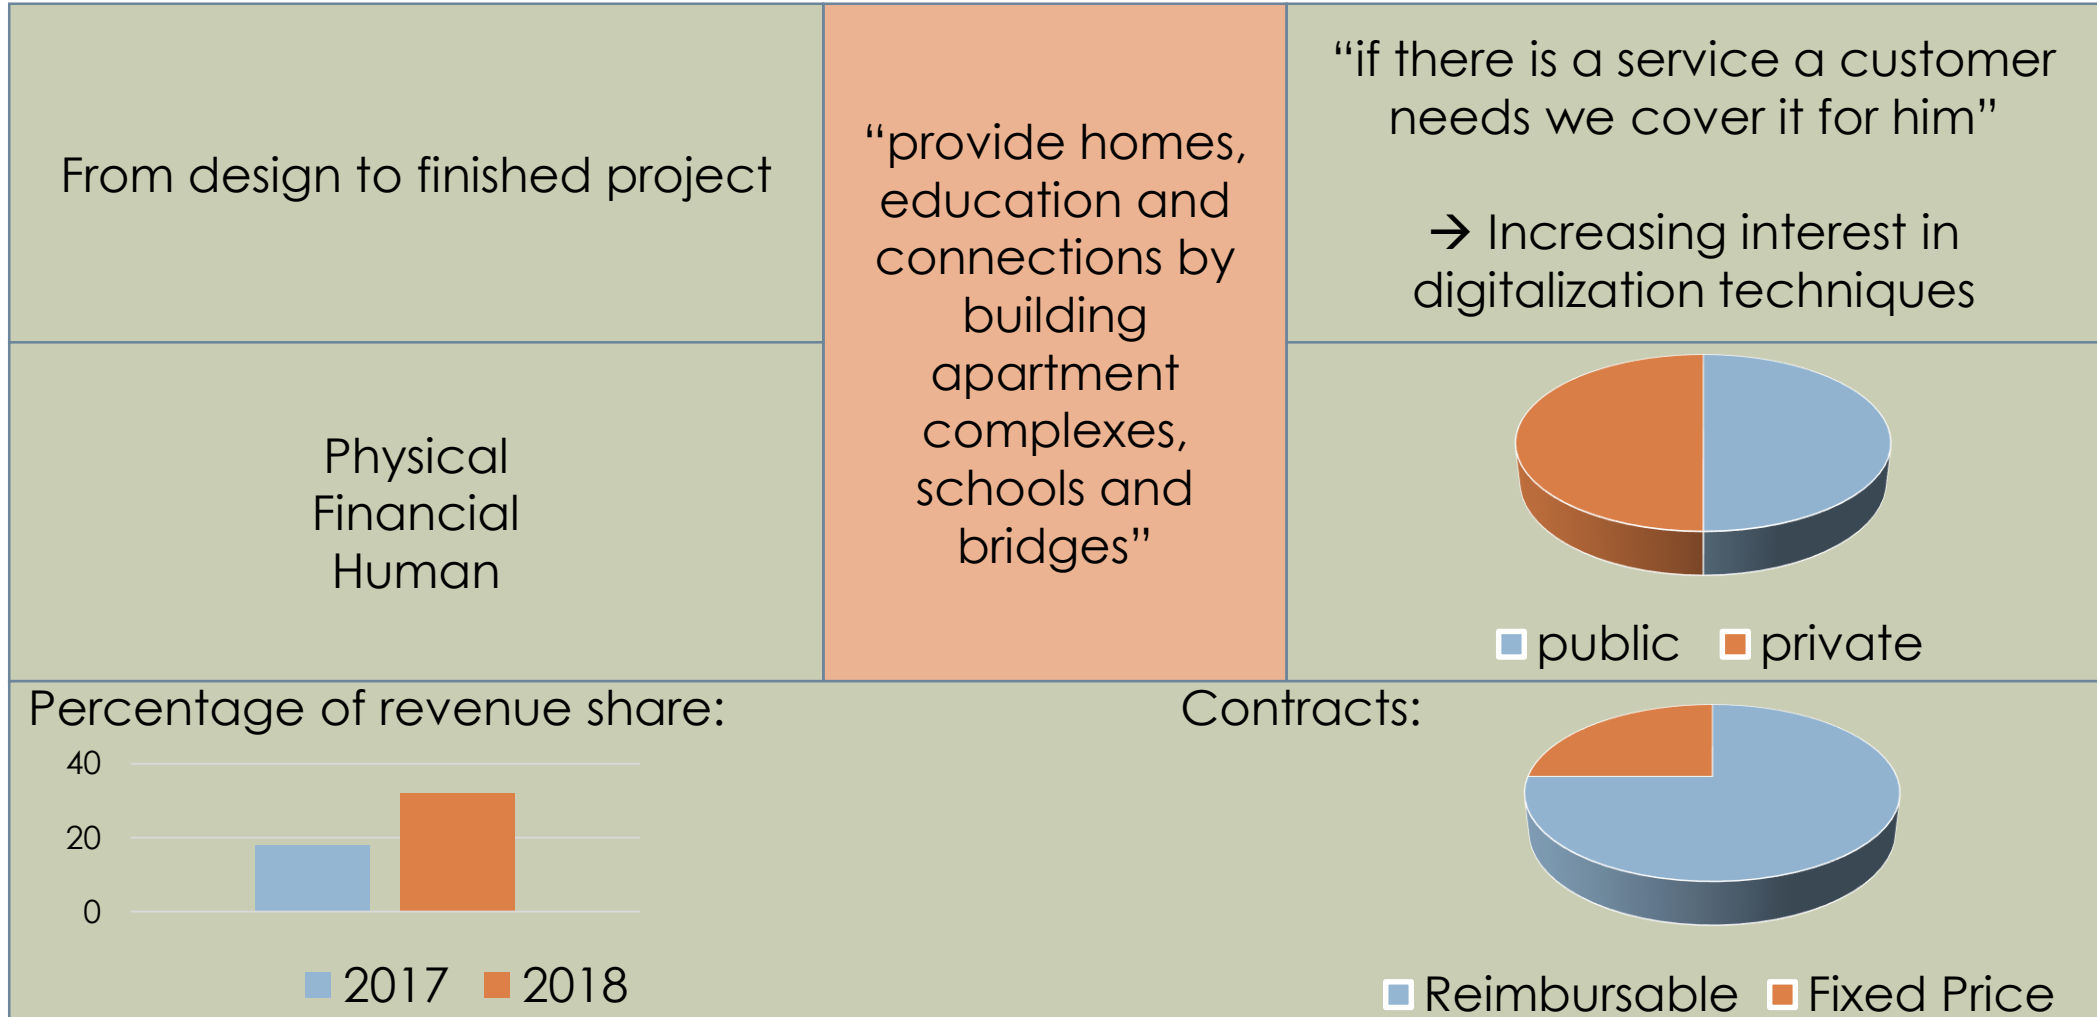 From design to finished project
Physical
Financial
Human
“provide homes,
education and
connections by
building
apartment
complexes,
schools and
bridges”
“if there is a service a customer
needs we cover it for him”
→ Increasing interest in
digitalization techniques
public private
Percentage of revenue share:
40
20
0
2017 2018
Contracts:
Reimbursable Fixed Price